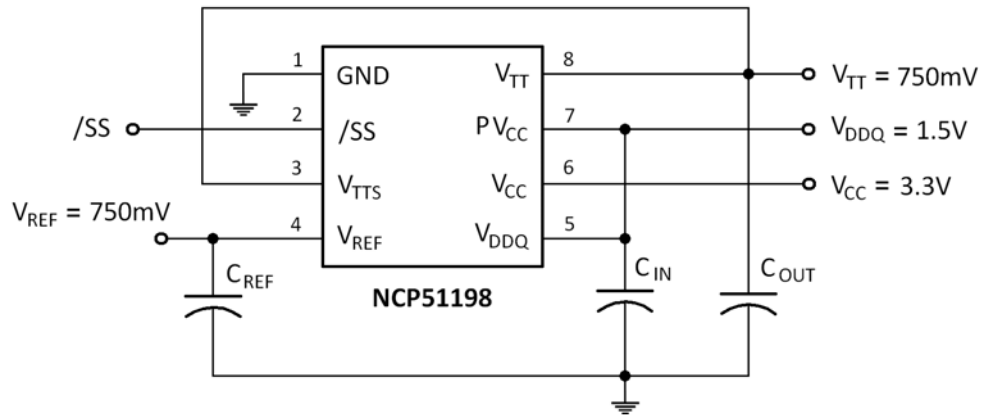 1
GND
V_TT
8
V_TT = 750mV
/SS
2
/SS
PV_CC
7
V_DDQ = 1.5V
3
V_TTS
V_CC
6
V_CC = 3.3V
V_REF = 750mV
4
V_REF
V_DDQ
5
C_REF
C_IN
C_OUT
NCP51198